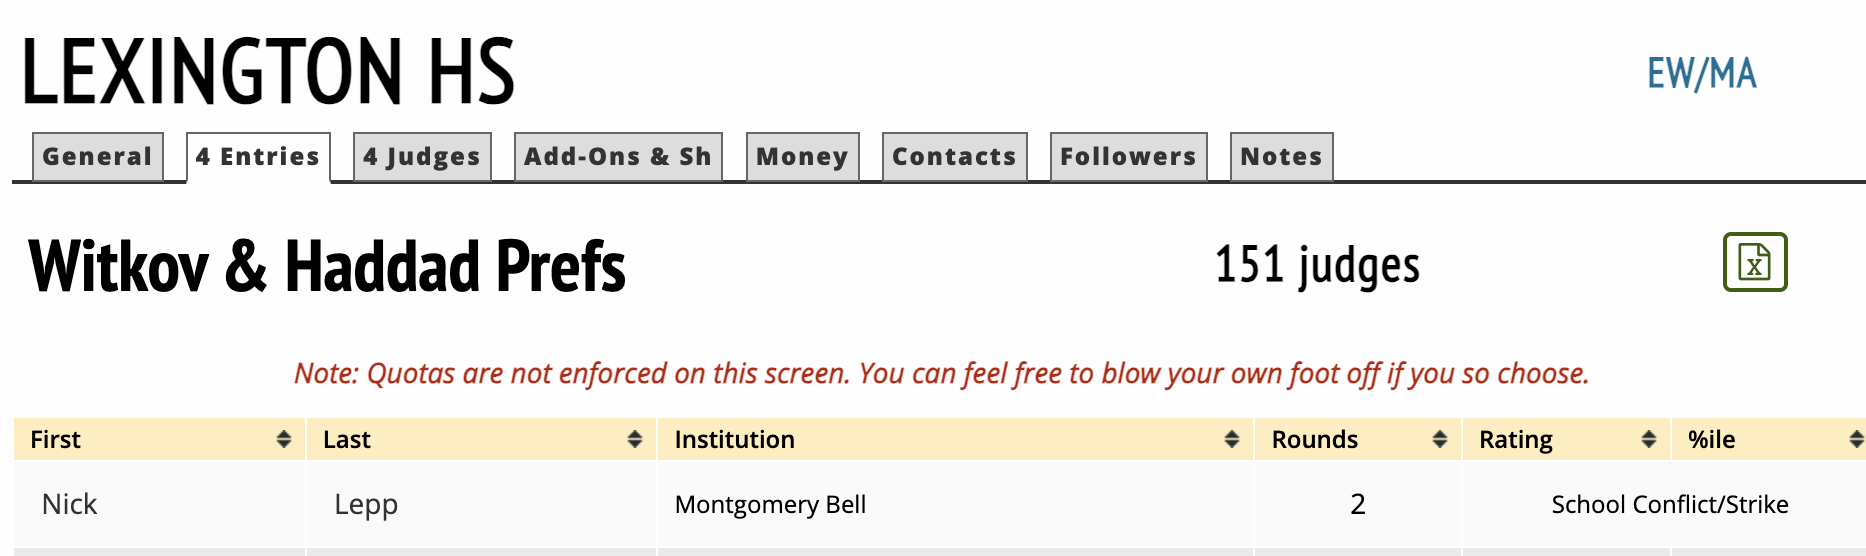 LEXINGTON HS
EW/MA
General 4 Entries 4 Judges Add-Ons & Sh Money Contacts Followers Notes
Witkov & Haddad Prefs 151 judges
Note: Quotas are not enforced on this screen. You can feel free to blow your own foot off if you so choose.
First Last Institution Rounds Rating %ile
Nick Lepp Montgomery Bell 2 School Conflict/Strike